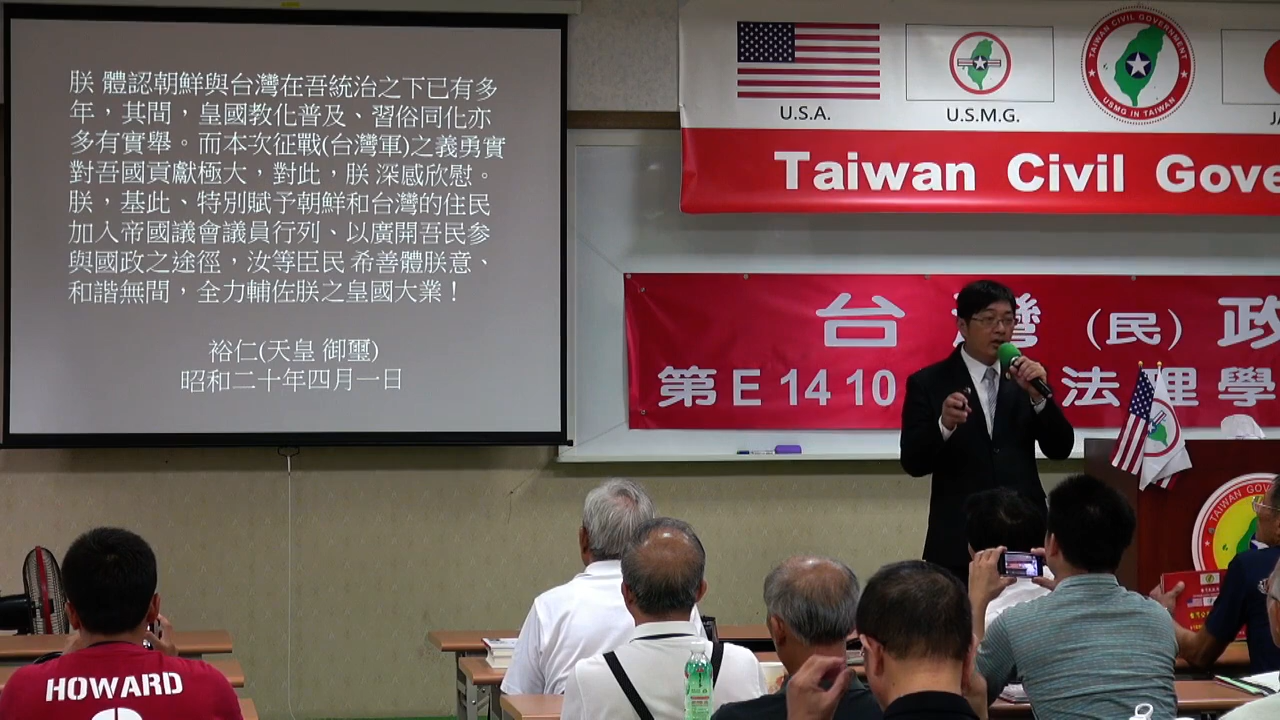 朕 體認朝鮮與台灣在吾統治之下已有多
年，其間，皇國教化普及、習俗同化亦
多有實舉。而本次征戰(台灣軍)之義勇實
對吾國貢獻極大，對此，朕 深感欣慰。
朕，基此、特別賦予朝鮮和台灣的住民
加入帝國議會議員行列、以廣開吾民參
與國政之途徑，汝等臣民 希善體朕意、
和諧無間，全力輔佐朕之皇國大業！
裕仁(天皇 御璽)
昭和二十年四月一日
U.S.A.
U.S.M.G.
TAIWAN CIVIL GOVERNMENT
USMG IN TAIWAN
JA
Taiwan Civil Gove
台灣 (民) 政
第 E 14 10 法 理 學
TAIWAN GOV
HOWARD